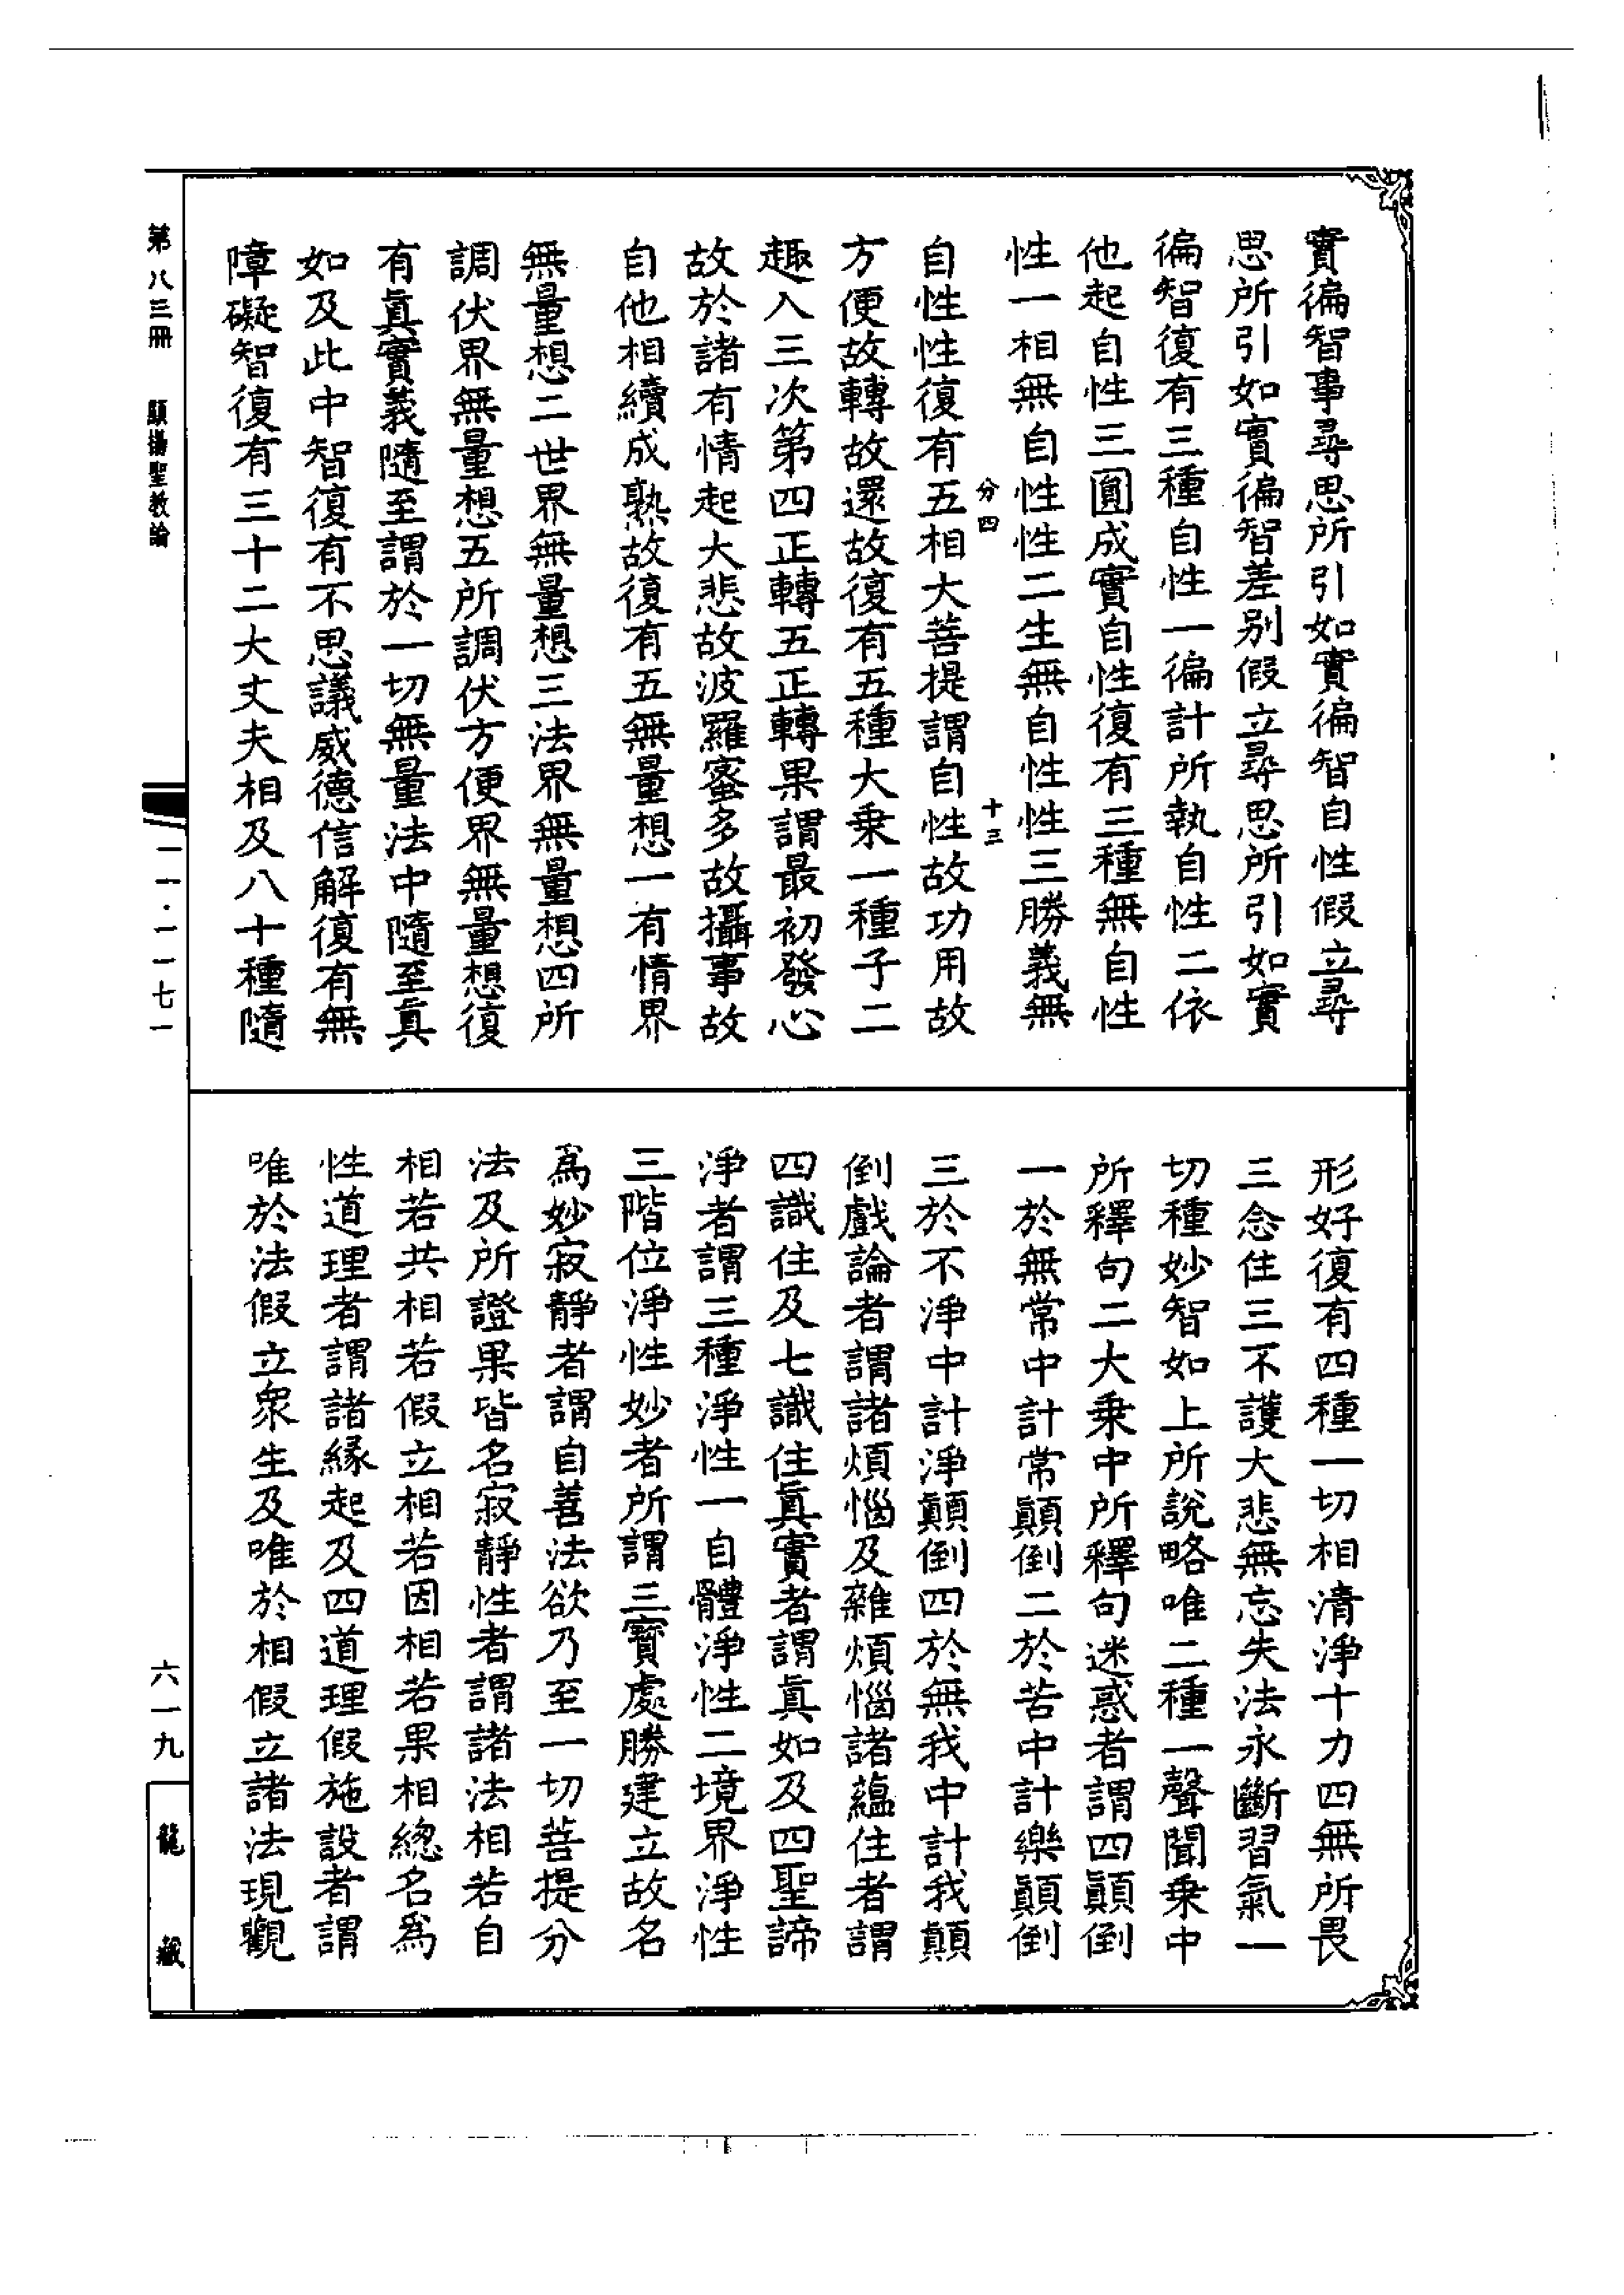 實徧智事尋思所引如實徧智自性假立尋
思所引如實徧智差別假立尋思所引如實
徧智復有三種自性一徧計所執自性二依
他起自性三圓成實自性復有三種無自性
性一相無自性性二生無自性性三勝義無
分四　十三
自性性復有五相大菩提謂自性故功用故
方便故轉故還故復有五種大乗一種子二
趣入三次第四正轉五正轉果謂最初發心
故於諸有情起大悲故波羅蜜多故攝事故
自他相續成熟故復有五無量想一有情界
無量想二世界無量想三法界無量想四所
調伏界無量想五所調伏方便界無量想復
有眞實義隨至謂於一切無量法中隨至眞
如及此中智復有不思議威德信解復有無
障礙智復有三十二大丈夫相及八十種隨
形好復有四種一切相清淨十力四無所畏
三念住三不護大悲無忘失法永斷習氣一
切種妙智如上所說略唯二種一聲聞乗中
所釋句二大乗中所釋句迷惑者謂四顚倒
一於無常中計常顚倒二於苦中計樂顚倒
三於不淨中計淨顚倒四於無我中計我顚
倒戲論者謂諸煩惱及雜煩惱諸蘊住者謂
四識住及七識住眞實者謂眞如及四聖諦
淨者謂三種淨性一自體淨性二境界淨性
三階位淨性妙者所謂三寳處勝建立故名
爲妙寂靜者謂自善法欲乃至一切菩提分
法及所證果皆名寂靜性者謂諸法相若自
相若共相若假立相若因相若果相總名爲
性道理者謂諸緣起及四道理假施設者謂
唯於法假立衆生及唯於相假立諸法現觀
第八三冊　顯揚聖教論
一一·一一七一
六一九
龍藏